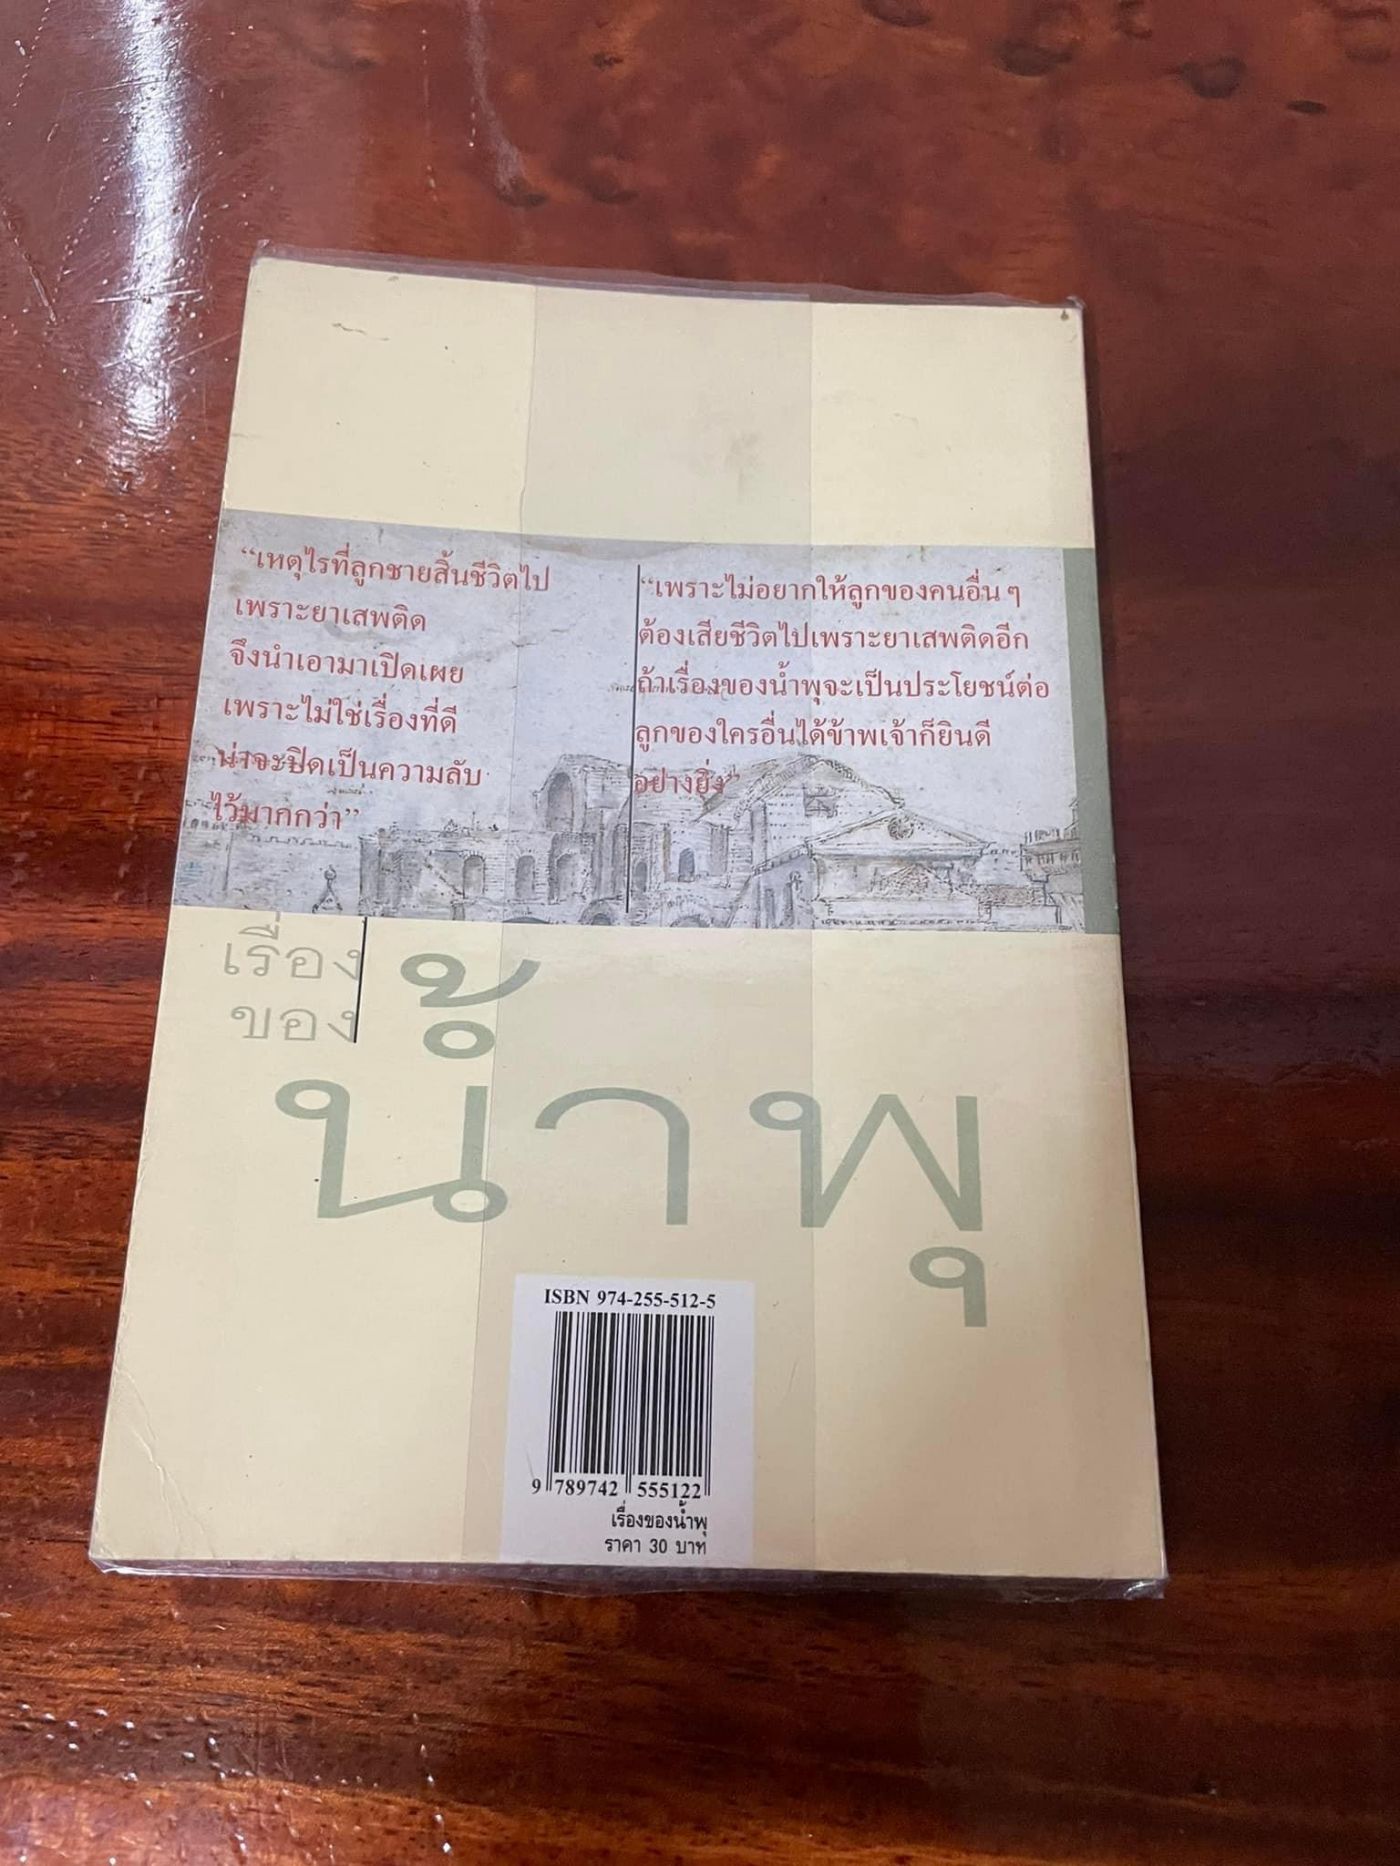 “เหตุไรที่ลูกชายสิ้นชีวิตไป
เพราะยาเสพติด
จึงนำเอามาเปิดเผย
เพราะไม่ใช่เรื่องที่ดี
น่าจะปิดเป็นความลับ
ไว้มากกว่า”
“เพราะไม่อยากให้ลูกของคนอื่น ๆ
ต้องเสียชีวิตไปเพราะยาเสพติดอีก
ถ้าเรื่องของน้ำพุจะเป็นประโยชน์ต่อ
ลูกของใครอื่นได้ข้าพเจ้าก็ยินดี
อย่างยิ่ง”
เรื่อง
ของ
น้ำพุ
ISBN 974-255-512-5
9 789742 555122
เรื่องของน้ำพุ
ราคา 30 บาท